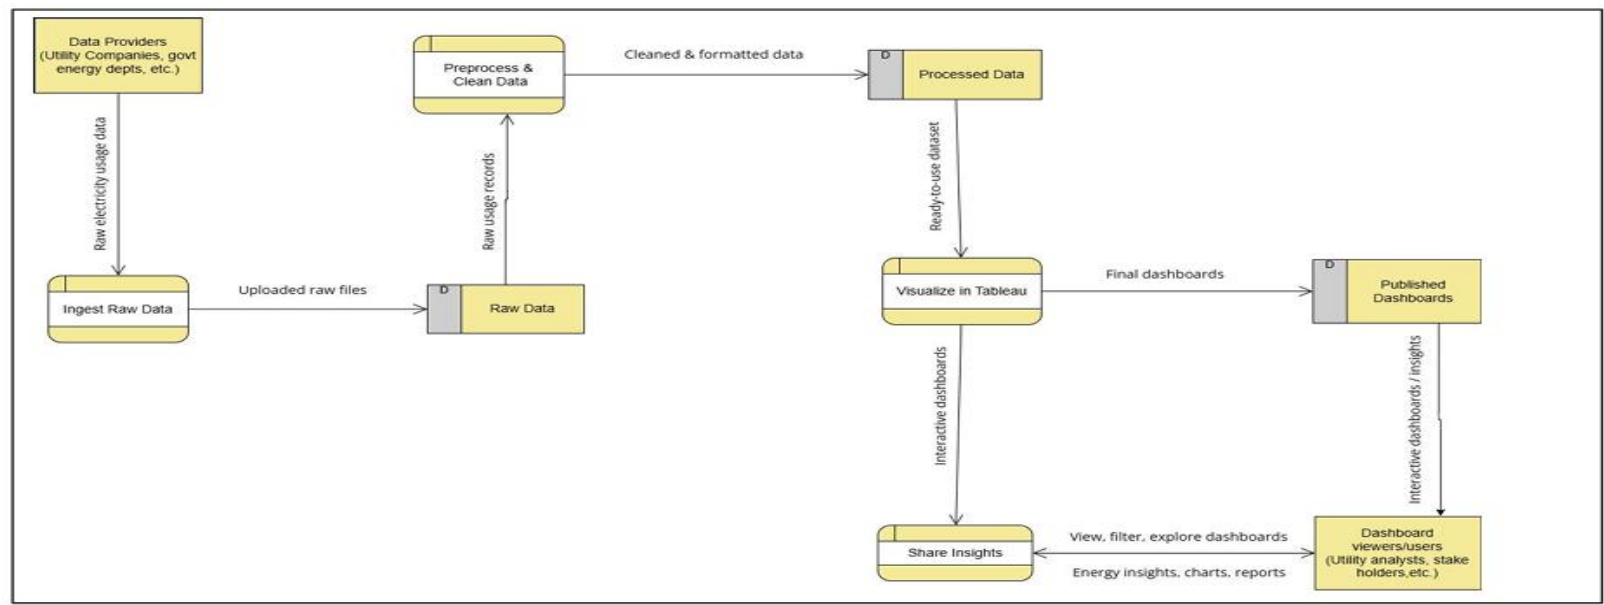 Data Providers
(Utility Companies, govt
energy depts, etc.)
Raw electricity usage data
Ingest Raw Data
Uploaded raw files
D
Raw Data
Raw usage records
Preprocess &
Clean Data
Cleaned & formatted data
D
Processed Data
Ready-to-use dataset
Visualize in Tableau
Final dashboards
D
Published
Dashboards
Interactive dashboards
Interactive dashboards / insights
Share Insights
View, filter, explore dashboards
Energy insights, charts, reports
Dashboard
viewers/users
(Utility analysts, stake
holders,etc.)